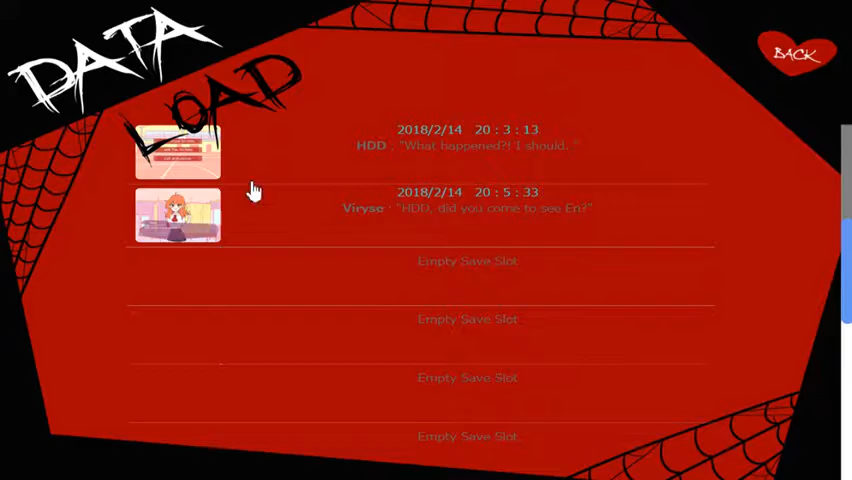 DATA
LOAD
BACK
2018/2/14 20 : 3 : 13
HDD : "What happened?! I should. "
2018/2/14 20 : 5 : 33
Viryse : "HDD, did you come to see En?"
Empty Save Slot
Empty Save Slot
Empty Save Slot
Empty Save Slot